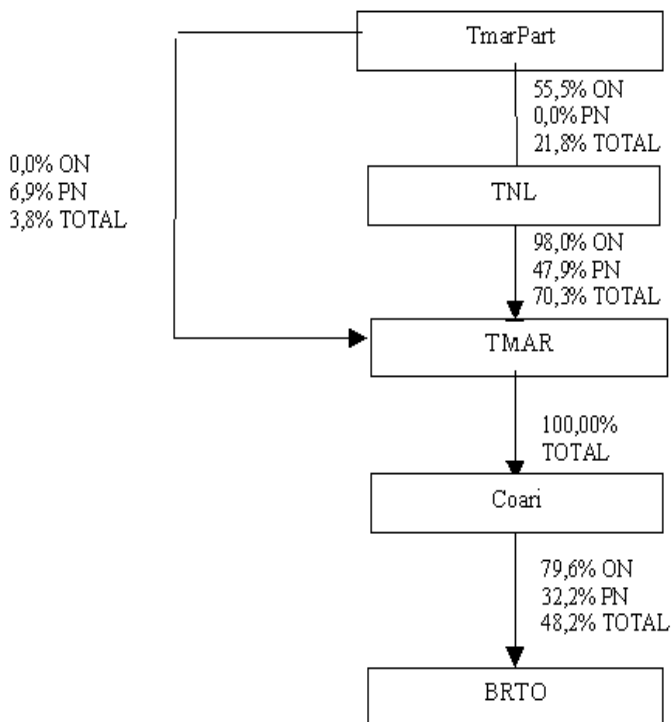 TmarPart
55,5% ON
0,0% PN
21,8% TOTAL
0,0% ON
6,9% PN
3,8% TOTAL
TNL
98,0% ON
47,9% PN
70,3% TOTAL
TMAR
100,00%
TOTAL
Coari
79,6% ON
32,2% PN
48,2% TOTAL
BRTO